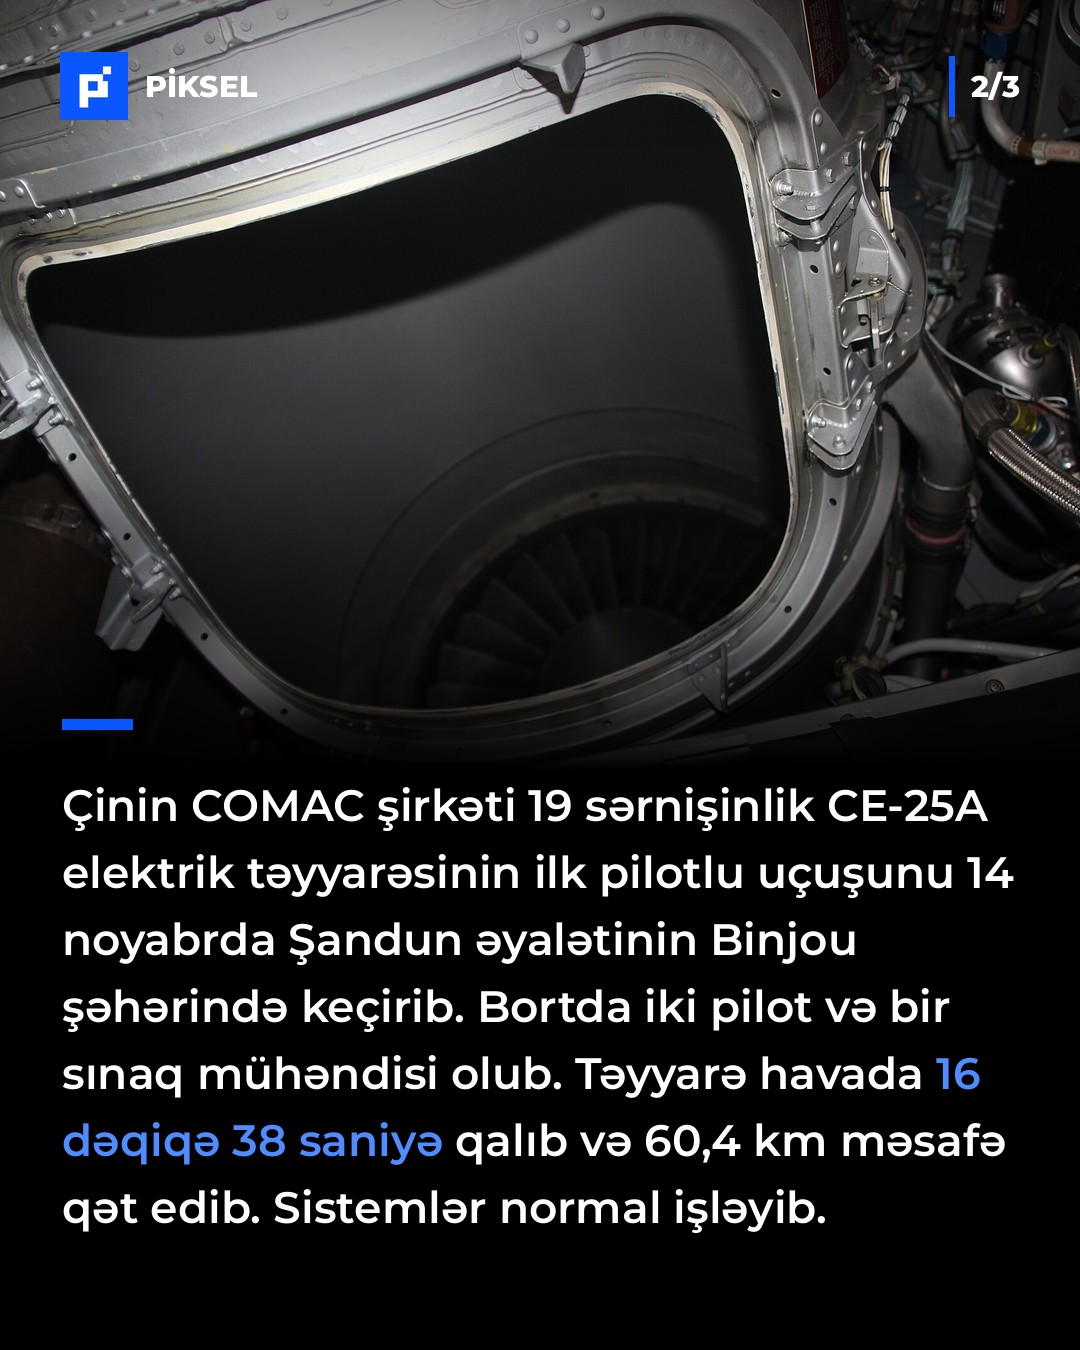 PİKSEL
2/3
Çinin COMAC şirkəti 19 sərnişinlik CE-25A
elektrik təyyarəsinin ilk pilotlu uçuşunu 14
noyabrda Şandun əyalətinin Binjou
şəhərində keçirib. Bortda iki pilot və bir
sınaq mühəndisi olub. Təyyarə havada 16
dəqiqə 38 saniyə qalıb və 60,4 km məsafə
qət edib. Sistemlər normal işləyib.